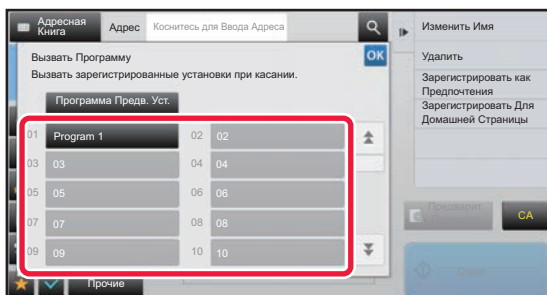 Адресная
Книга
Адрес
Коснитесь для Ввода Адреса
Изменить Имя
Вызвать Программу
OK
Удалить
Вызвать зарегистрированные установки при касании.
Зарегистрировать как
Предпочтения
Программа Предв. Уст.
Зарегистрировать Для
Домашней Страницы
01 Program 1
02 02
03 03
04 04
05 05
06 06
07 07
08 08
09 09
10 10
Предварит.
CA
Старт
Прочие